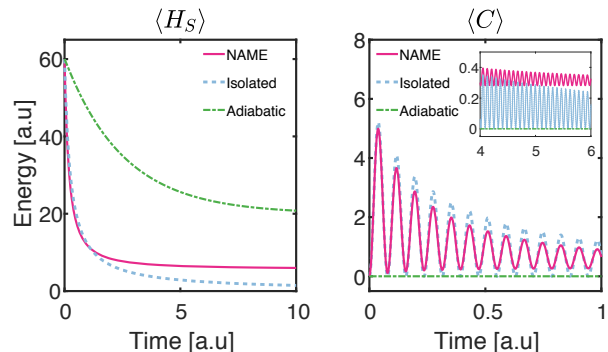 ⟨H_S⟩
60
40
20
0
0
5
10
Energy [a.u]
Time [a.u]
NAME
Isolated
Adiabatic
⟨C⟩
8
6
4
2
0
0
0.5
1
Time [a.u]
NAME
Isolated
Adiabatic
0.4
0.2
0
4
5
6